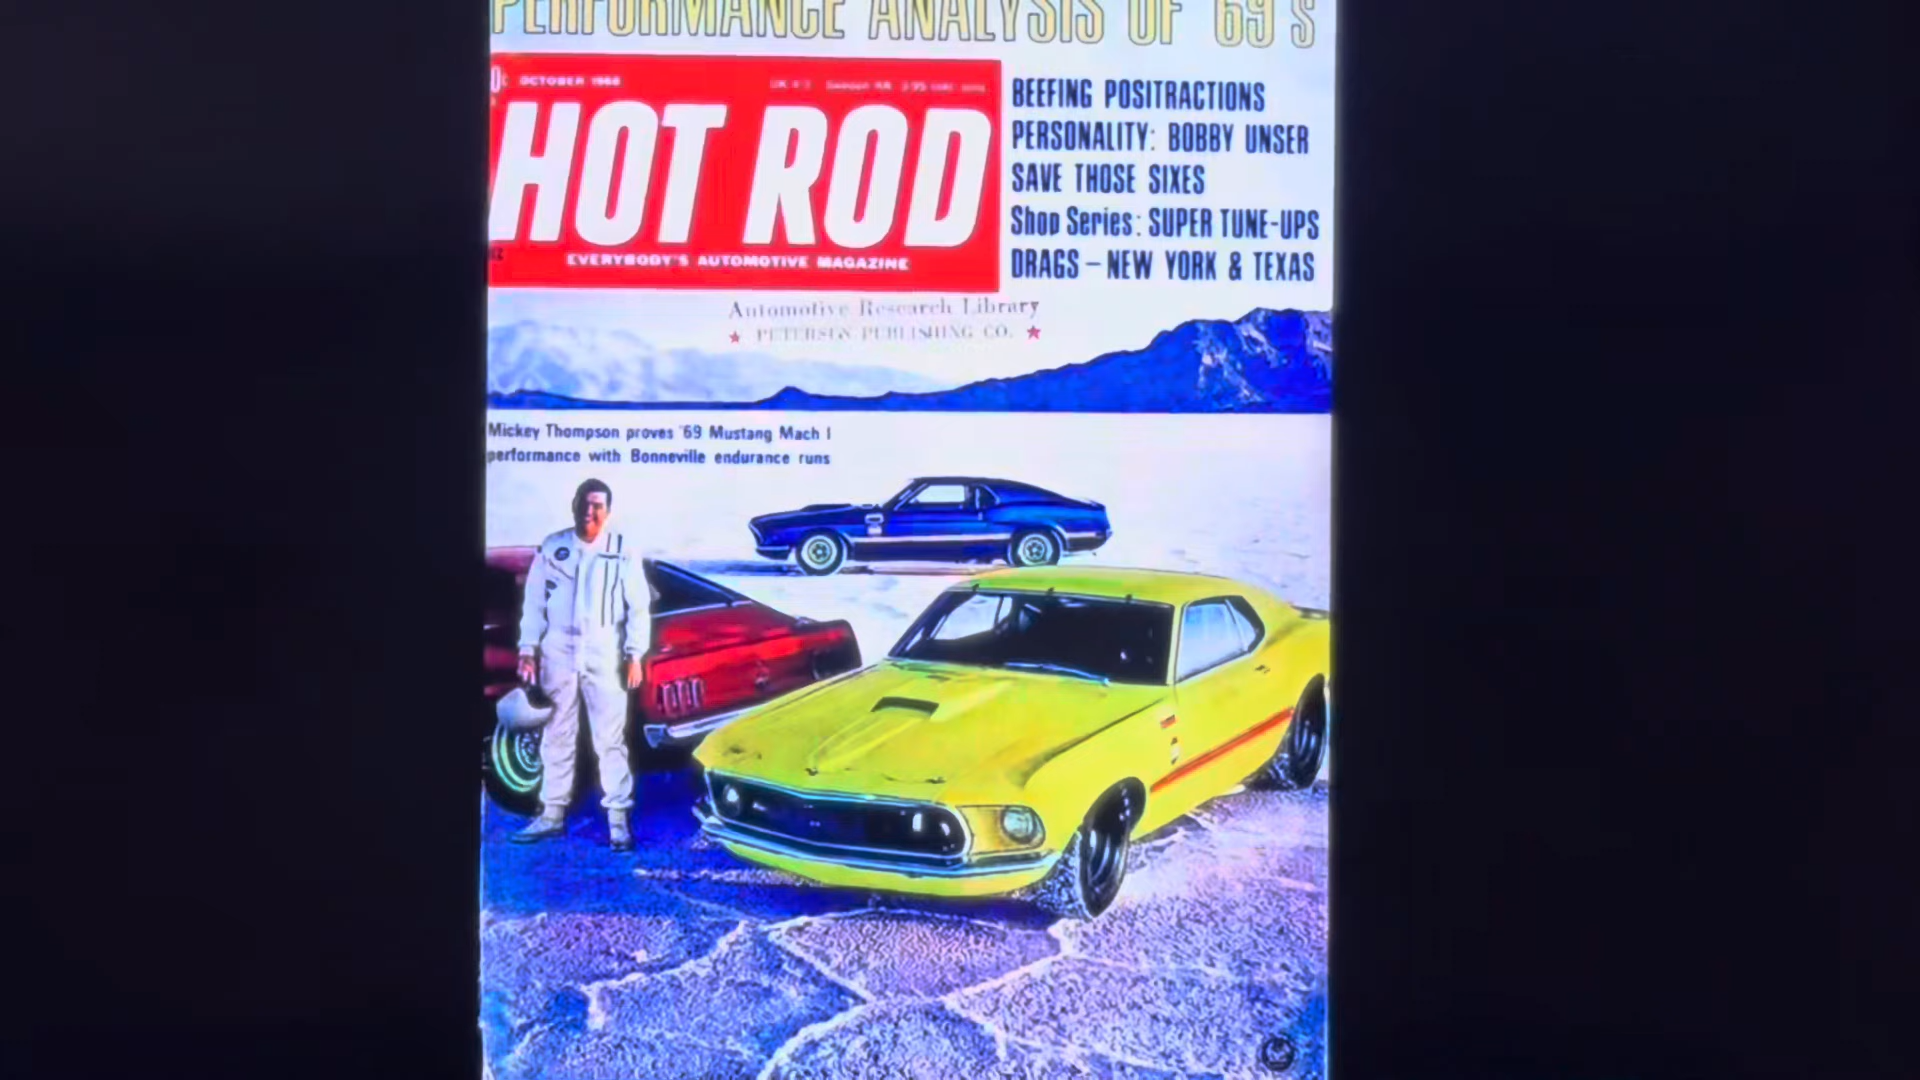 PERFORMANCE ANALYSIS OF '69's
OCTOBER 1968
HOT ROD
EVERYBODY'S AUTOMOTIVE MAGAZINE
BEEFING POSITRACTIONS
PERSONALITY: BOBBY UNSER
SAVE THOSE SIXES
Shop Series: SUPER TUNE-UPS
DRAGS – NEW YORK & TEXAS
Automotive Research Library
★ PETERSEN PUBLISHING CO. ★
Mickey Thompson proves '69 Mustang Mach I
performance with Bonneville endurance runs